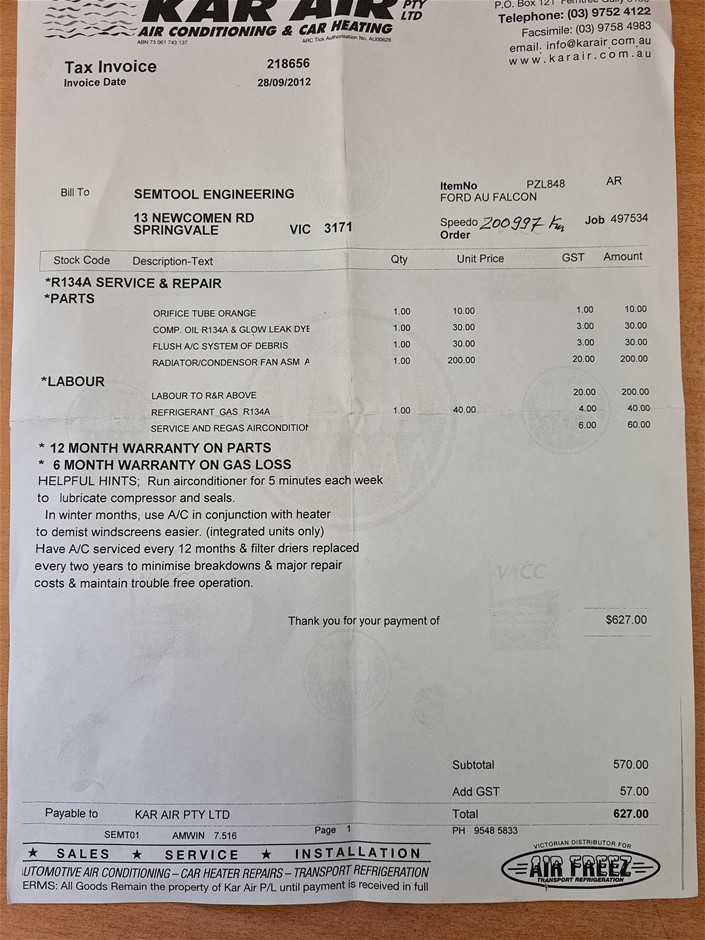 KAR AIR PTY LTD
AIR CONDITIONING & CAR HEATING
ABN 73 061 743 137
ARC Tick Authorisation No. AU00628
P.O. Box 121
Telephone: (03) 9752 4122
Facsimile: (03) 9758 4983
email: info@karair.com.au
www.karair.com.au
Tax Invoice 218656
Invoice Date 28/09/2012
Bill To SEMTOOL ENGINEERING
13 NEWCOMEN RD
SPRINGVALE VIC 3171
ItemNo PZL848 AR
FORD AU FALCON
Speedo 200997 Km Job 497534
Order
Stock Code Description-Text Qty Unit Price GST Amount
*R134A SERVICE & REPAIR
*PARTS
ORIFICE TUBE ORANGE 1.00 10.00 1.00 10.00
COMP. OIL R134A & GLOW LEAK DYE 1.00 30.00 3.00 30.00
FLUSH A/C SYSTEM OF DEBRIS 1.00 30.00 3.00 30.00
RADIATOR/CONDENSOR FAN ASM A 1.00 200.00 20.00 200.00
*LABOUR
LABOUR TO R&R ABOVE 20.00 200.00
REFRIGERANT GAS R134A 1.00 40.00 4.00 40.00
SERVICE AND REGAS AIRCONDITION 6.00 60.00
* 12 MONTH WARRANTY ON PARTS
* 6 MONTH WARRANTY ON GAS LOSS
HELPFUL HINTS; Run airconditioner for 5 minutes each week
to lubricate compressor and seals.
In winter months, use A/C in conjunction with heater
to demist windscreens easier. (integrated units only)
Have A/C serviced every 12 months & filter driers replaced
every two years to minimise breakdowns & major repair
costs & maintain trouble free operation.
VACC
Thank you for your payment of $627.00
Subtotal 570.00
Add GST 57.00
Payable to KAR AIR PTY LTD Total 627.00
SEMT01 AMWIN 7.516 Page 1 PH 9548 5833
★ SALES ★ SERVICE ★ INSTALLATION
UTOMOTIVE AIR CONDITIONING – CAR HEATER REPAIRS – TRANSPORT REFRIGERATION
ERMS: All Goods Remain the property of Kar Air P/L until payment is received in full
VICTORIAN DISTRIBUTOR FOR
AIR FREEZ
TRANSPORT REFRIGERATION